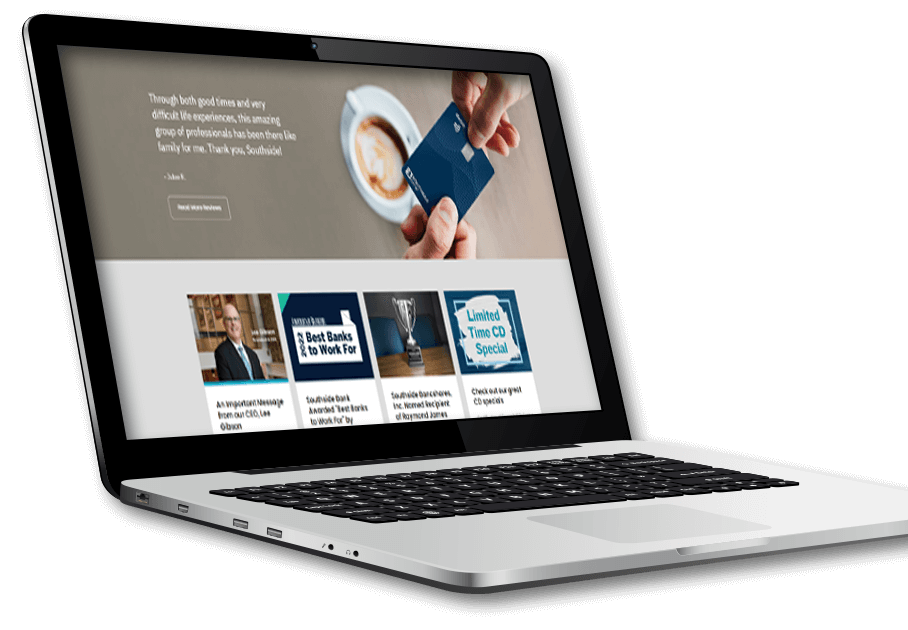 Through both good times and very
difficult life experiences, this amazing
group of professionals has been there like
family for me. Thank you, Southside!
Read More Reviews
Lee Gibson
2022
Best Banks
to Work For
Limited
Time CD
Special
An Important Message
from our CEO, Lee
Gibson
Southside Bank
Awarded "Best Banks
to Work For" by
Southside Bancshares,
Inc. Named Recipient
of Raymond James
Check out our great
CD specials